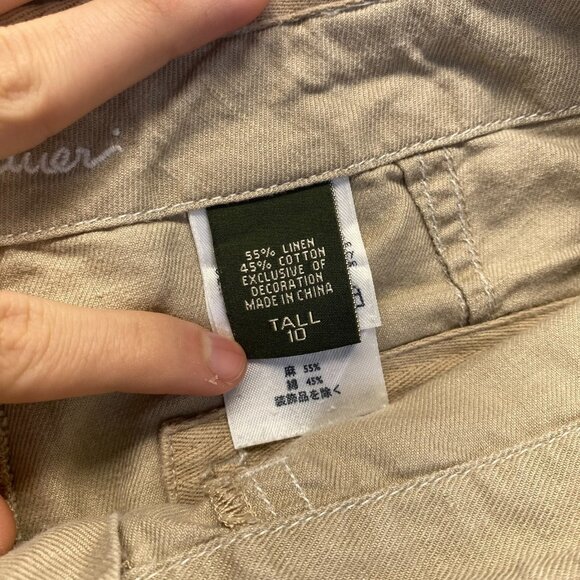 55% LINEN
45% COTTON
EXCLUSIVE OF
DECORATION
MADE IN CHINA
TALL
10
麻 55%
綿 45%
装飾品を除く